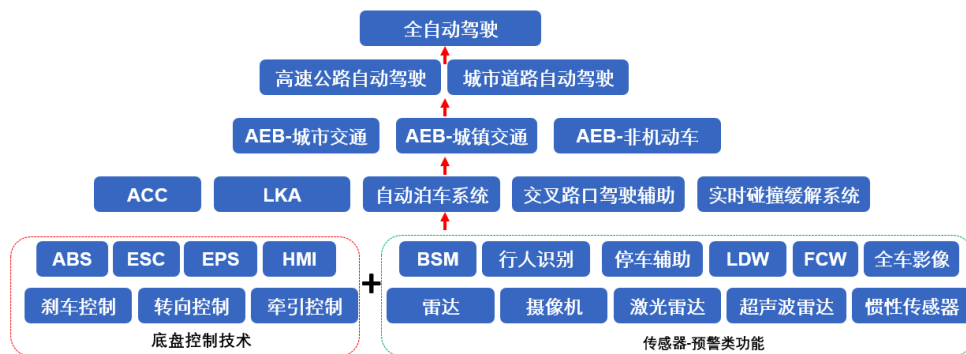 全自动驾驶
高速公路自动驾驶 城市道路自动驾驶
AEB-城市交通 AEB-城镇交通 AEB-非机动车
ACC LKA 自动泊车系统 交叉路口驾驶辅助 实时碰撞缓解系统
ABS ESC EPS HMI + BSM 行人识别 停车辅助 LDW FCW 全车影像
刹车控制 转向控制 牵引控制 雷达 摄像机 激光雷达 超声波雷达 惯性传感器
底盘控制技术 传感器-预警类功能